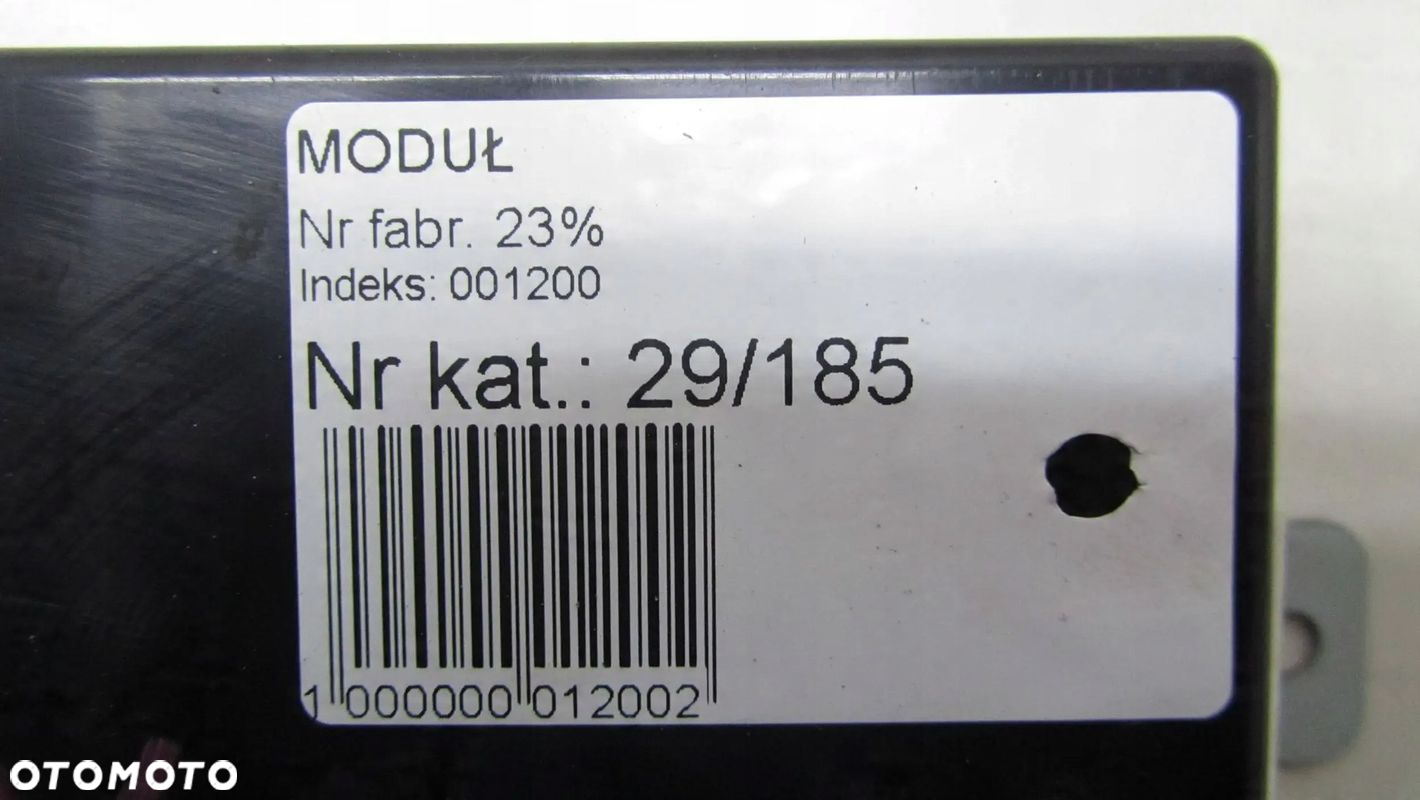 MODUŁ
Nr fabr. 23%
Indeks: 001200
Nr kat.: 29/185
1 000000 012002
OTOMOTO